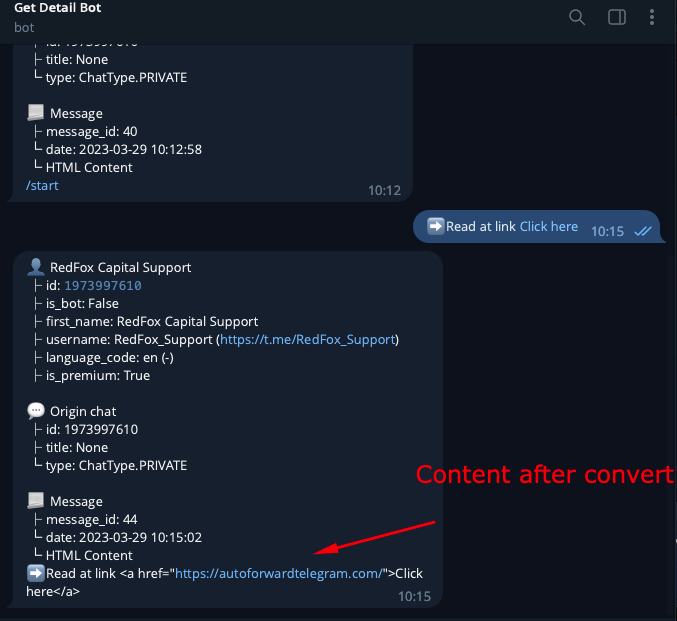 Get Detail Bot
bot
id: 1973997610
├ title: None
└ type: ChatType.PRIVATE
Message
├ message_id: 40
└ date: 2023-03-29 10:12:58
└ HTML Content
/start
10:12
➡️Read at link Click here 10:15
RedFox Capital Support
├ id: 1973997610
├ is_bot: False
├ first_name: RedFox Capital Support
├ username: RedFox_Support (https://t.me/RedFox_Support)
├ language_code: en (-)
├ is_premium: True
Origin chat
├ id: 1973997610
├ title: None
└ type: ChatType.PRIVATE
Content after convert
Message
├ message_id: 44
└ date: 2023-03-29 10:15:02
└ HTML Content
➡️Read at link <a href="https://autoforwardtelegram.com/">Click
here</a>
10:15